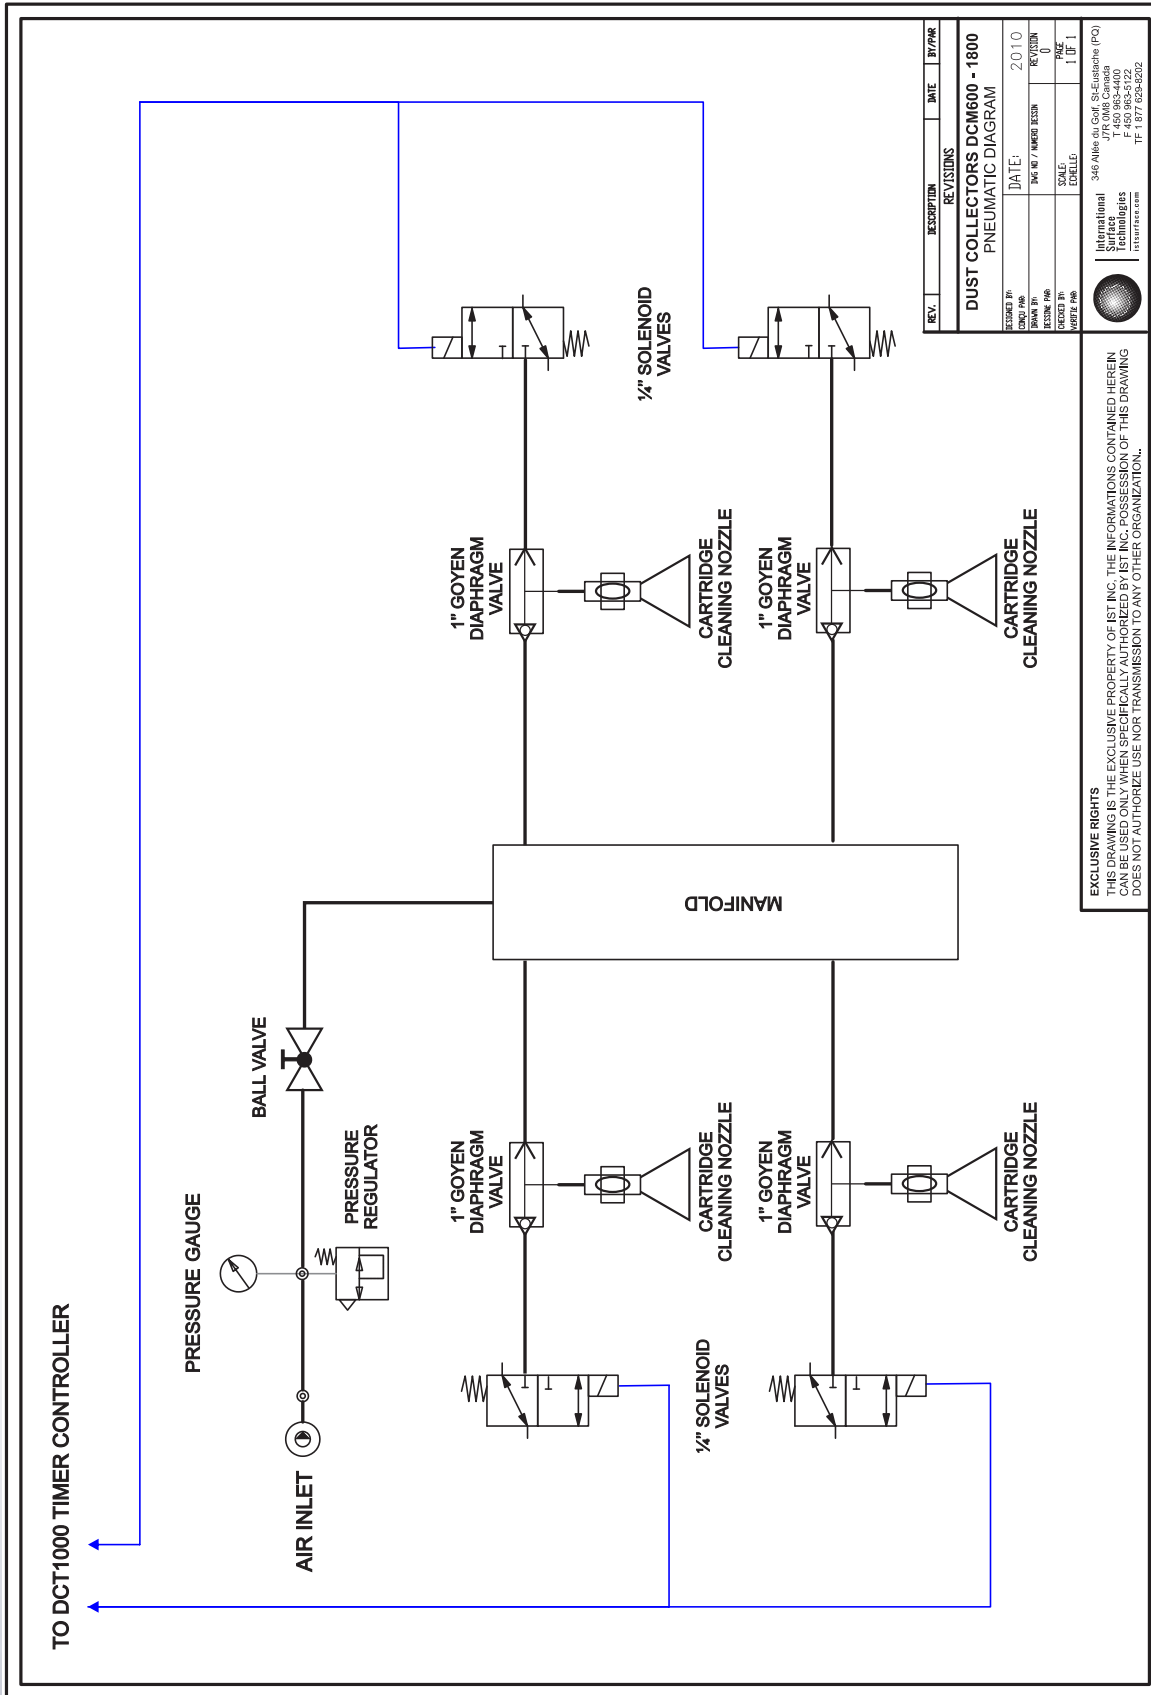 TO DCT1000 TIMER CONTROLLER
AIR INLET
PRESSURE GAUGE
PRESSURE
REGULATOR
BALL VALVE
1" GOYEN
DIAPHRAGM
VALVE
1" GOYEN
DIAPHRAGM
VALVE
CARTRIDGE
CLEANING NOZZLE
CARTRIDGE
CLEANING NOZZLE
¼" SOLENOID
VALVES
MANIFOLD
¼" SOLENOID
VALVES
1" GOYEN
DIAPHRAGM
VALVE
CARTRIDGE
CLEANING NOZZLE
1" GOYEN
DIAPHRAGM
VALVE
CARTRIDGE
CLEANING NOZZLE
EXCLUSIVE RIGHTS
THIS DRAWING IS THE EXCLUSIVE PROPERTY OF IST INC, THE INFORMATIONS CONTAINED HEREIN
CAN BE USED ONLY WHEN SPECIFICALLY AUTHORIZED BY IST INC. POSSESSION OF THIS DRAWING
DOES NOT AUTHORIZE USE NOR TRANSMISSION TO ANY OTHER ORGANIZATION..
REV. DESCRIPTION DATE BY/PAR
REVISIONS
DUST COLLECTORS DCM600 - 1800
PNEUMATIC DIAGRAM
DESIGNED BY:
CONÇU PAR:
DATE: 2010
DRAWN BY:
DESSINE PAR:
DWG NO / NUMERO DESSIN
REVISION
0
CHECKED BY:
VERIFIE PAR:
SCALE:
ECHELLE:
PAGE
1 OF 1
International
Surface
Technologies
istsurface.com
346 Allée du Golf, St-Eustache (PQ)
J7R 0M8 Canada
T 450 963-4400
F 450 963-5122
TF 1 877 629-8202